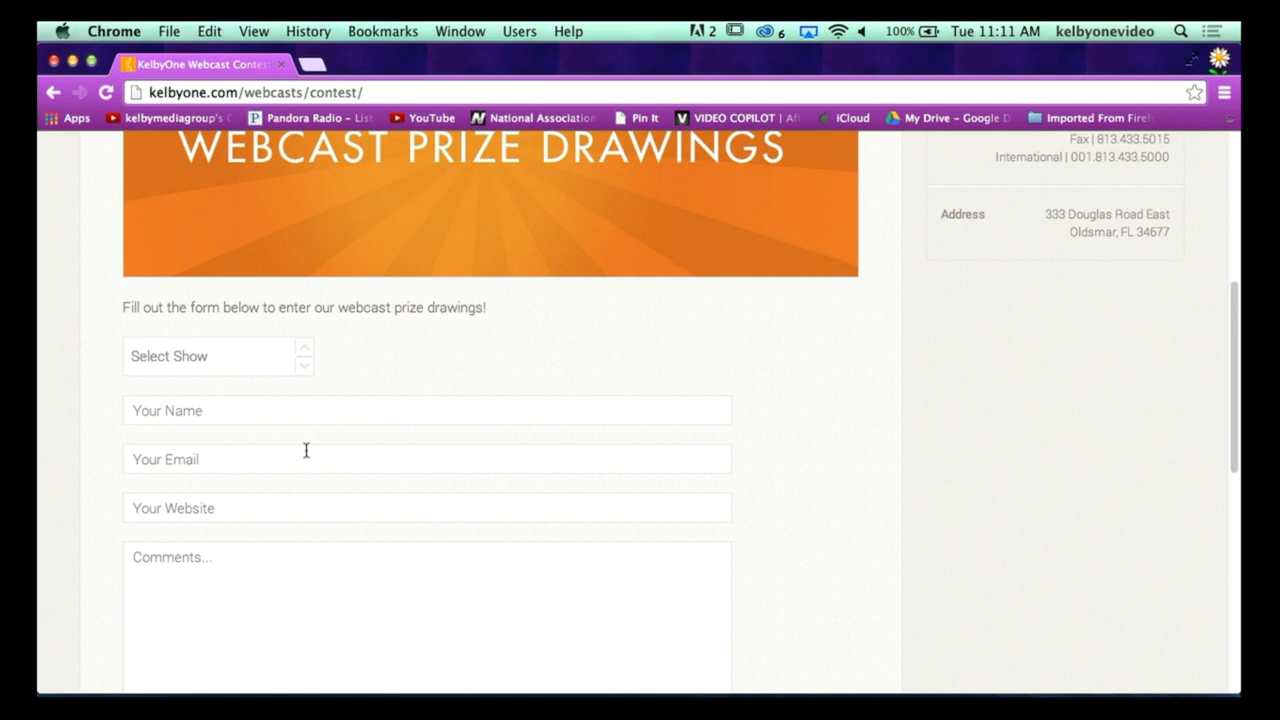 Chrome File Edit View History Bookmarks Window Users Help 2 6 100% Tue 11:11 AM kelbyonevideo
KelbyOne Webcast Contes
kelbyone.com/webcasts/contest/
Apps kelbymediagroup's Pandora Radio – List YouTube National Association Pin It VIDEO COPILOT | Af iCloud My Drive – Google D Imported From Firef
WEBCAST PRIZE DRAWINGS
Fax | 813.433.5015
International | 001.813.433.5000
Address 333 Douglas Road East
Oldsmar, FL 34677
Fill out the form below to enter our webcast prize drawings!
Select Show
Your Name
Your Email
Your Website
Comments...